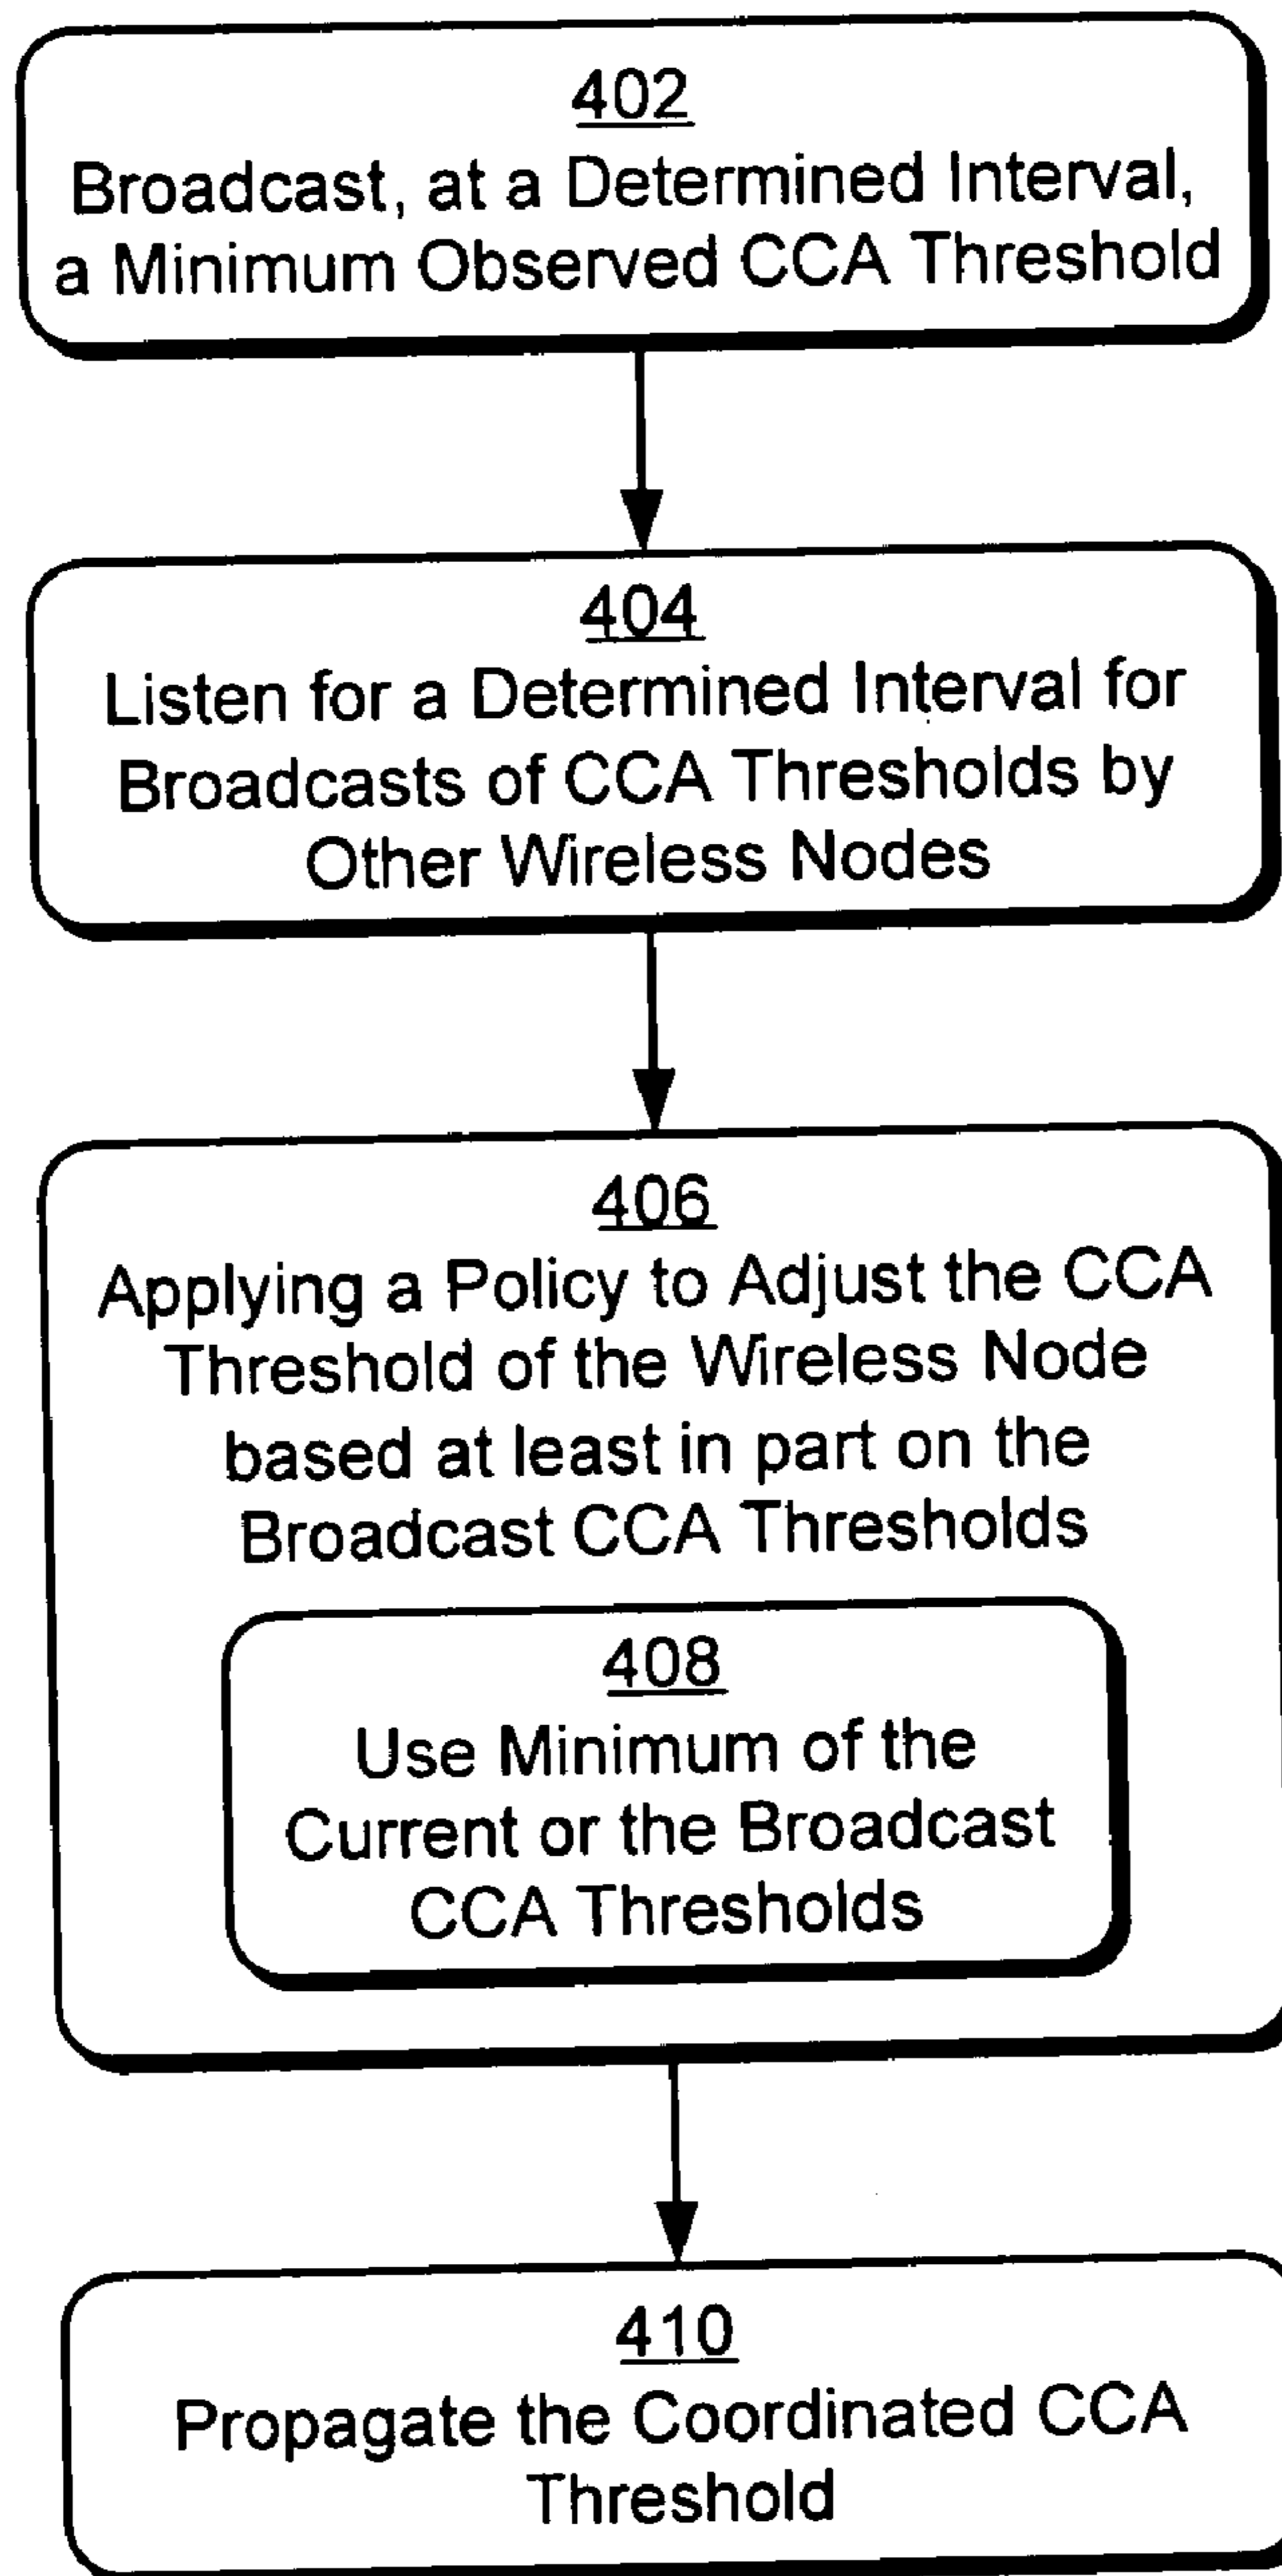 402
Broadcast, at a Determined Interval,
a Minimum Observed CCA Threshold
404
Listen for a Determined Interval for
Broadcasts of CCA Thresholds by
Other Wireless Nodes
406
Applying a Policy to Adjust the CCA
Threshold of the Wireless Node
based at least in part on the
Broadcast CCA Thresholds
408
Use Minimum of the
Current or the Broadcast
CCA Thresholds
410
Propagate the Coordinated CCA
Threshold